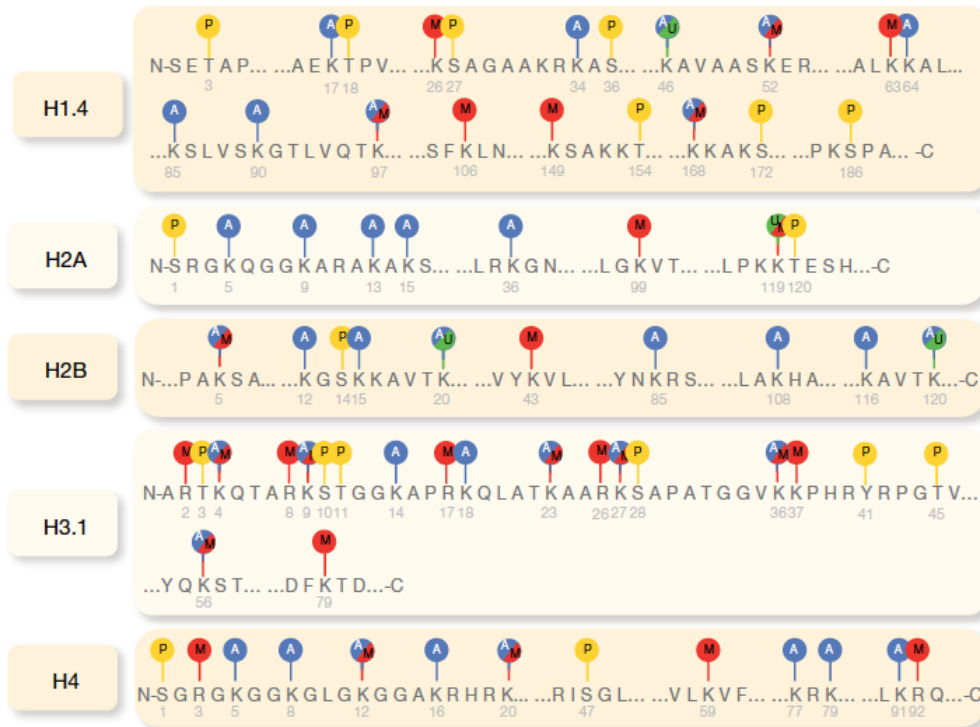 P A P M P A P A U A M M A
H1.4
N-SETAP... ...AEKTPV... ...KSAGAAKRKAS... ...KAVAASKER... ...ALKKAL...
3 17 18 26 27 34 36 46 52 63 64
A A A M M M P A M P P
...KSLVSKGTLVQTK... ...SFKLN... ...KSAKKT... ...KKAKS... ...PKSPA... -C
85 90 97 106 149 154 168 172 186
P A A A A A M U M P
H2A
N-SRGKQGGKARAKAKS... ...LRKGN... ...LGKVT... ...LPKKTESH...-C
1 5 9 13 15 36 99 119 120
A M A P A A U M A A A A U
H2B
N-...PAKSA... ...KGSKKAVTK... ...VYKVL... ...YNKRS... ...LAKHA... ...KAVTK...-C
5 12 14 15 20 43 85 108 116 120
M P A M M A M P P A M A A M M A M P A M M P P
H3.1
N-ARTKQTARKSTGGKAPRKQLATKAARKSAPATGGVKKPHRYRPGTV...
2 3 4 8 9 10 11 14 17 18 23 26 27 28 36 37 41 45
A M M
...YQKST... ...DFKTD...-C
56 79
P M A A A M A A M P M A A A M
H4
N-SGRGKGGKGLGKGGAKRHRK... ...RISGL... ...VLKVF... ...KRK... ...LKRQ...-C
1 3 5 8 12 16 20 47 59 77 79 91 92